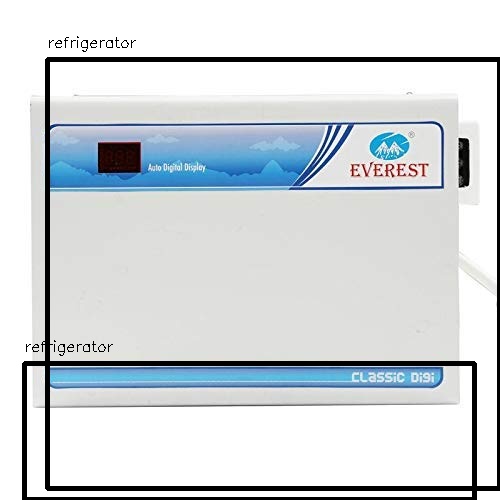 refrigerator
Auto Digital Display
®
EVEREST
refrigerator
CLASSIC DIGI